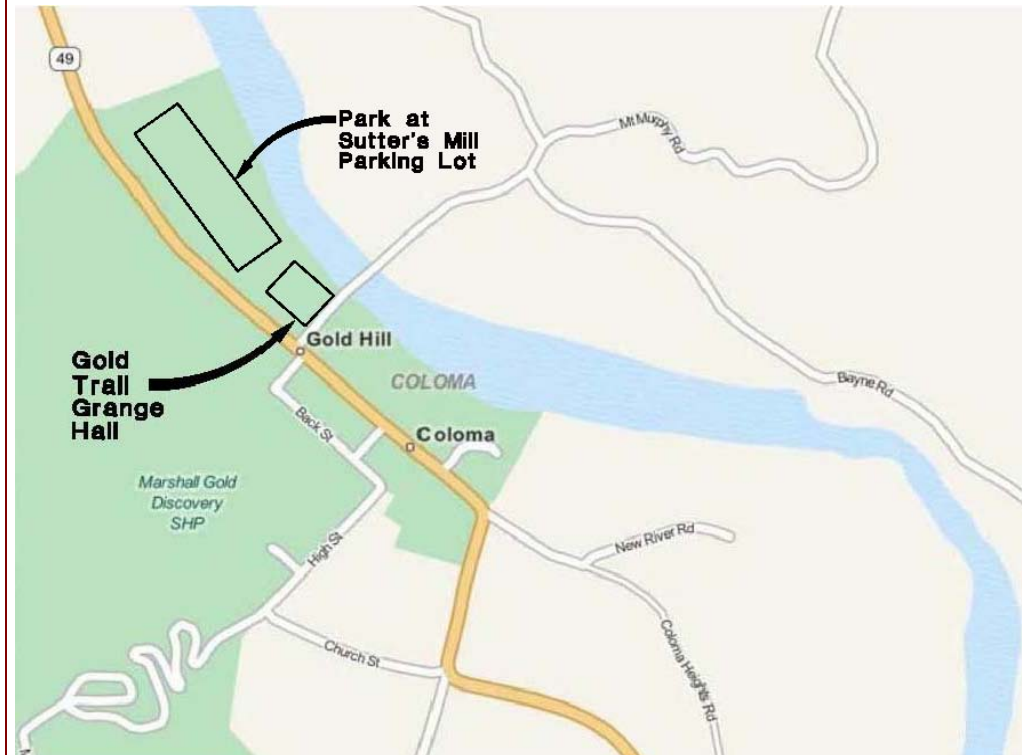 49
Park at
Sutter's Mill
Parking Lot
Mt Murphy Rd
Gold Hill
Gold
Trail
Grange
Hall
COLOMA
Bayne Rd
Back St
Coloma
Marshall Gold
Discovery
SHP
High St
New River Rd
Church St
Coloma Heights Rd